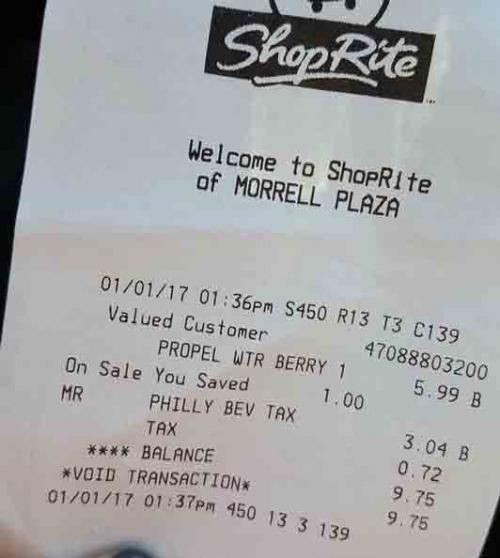 ShopRite
Welcome to ShopRite
of MORRELL PLAZA
01/01/17 01:36pm S450 R13 T3 C139
Valued Customer 47088803200
PROPEL WTR BERRY 1 5.99 B
On Sale You Saved 1.00
MR PHILLY BEV TAX 3.04 B
TAX 0.72
**** BALANCE 9.75
*VOID TRANSACTION* 9.75
01/01/17 01:37pm 450 13 3 139